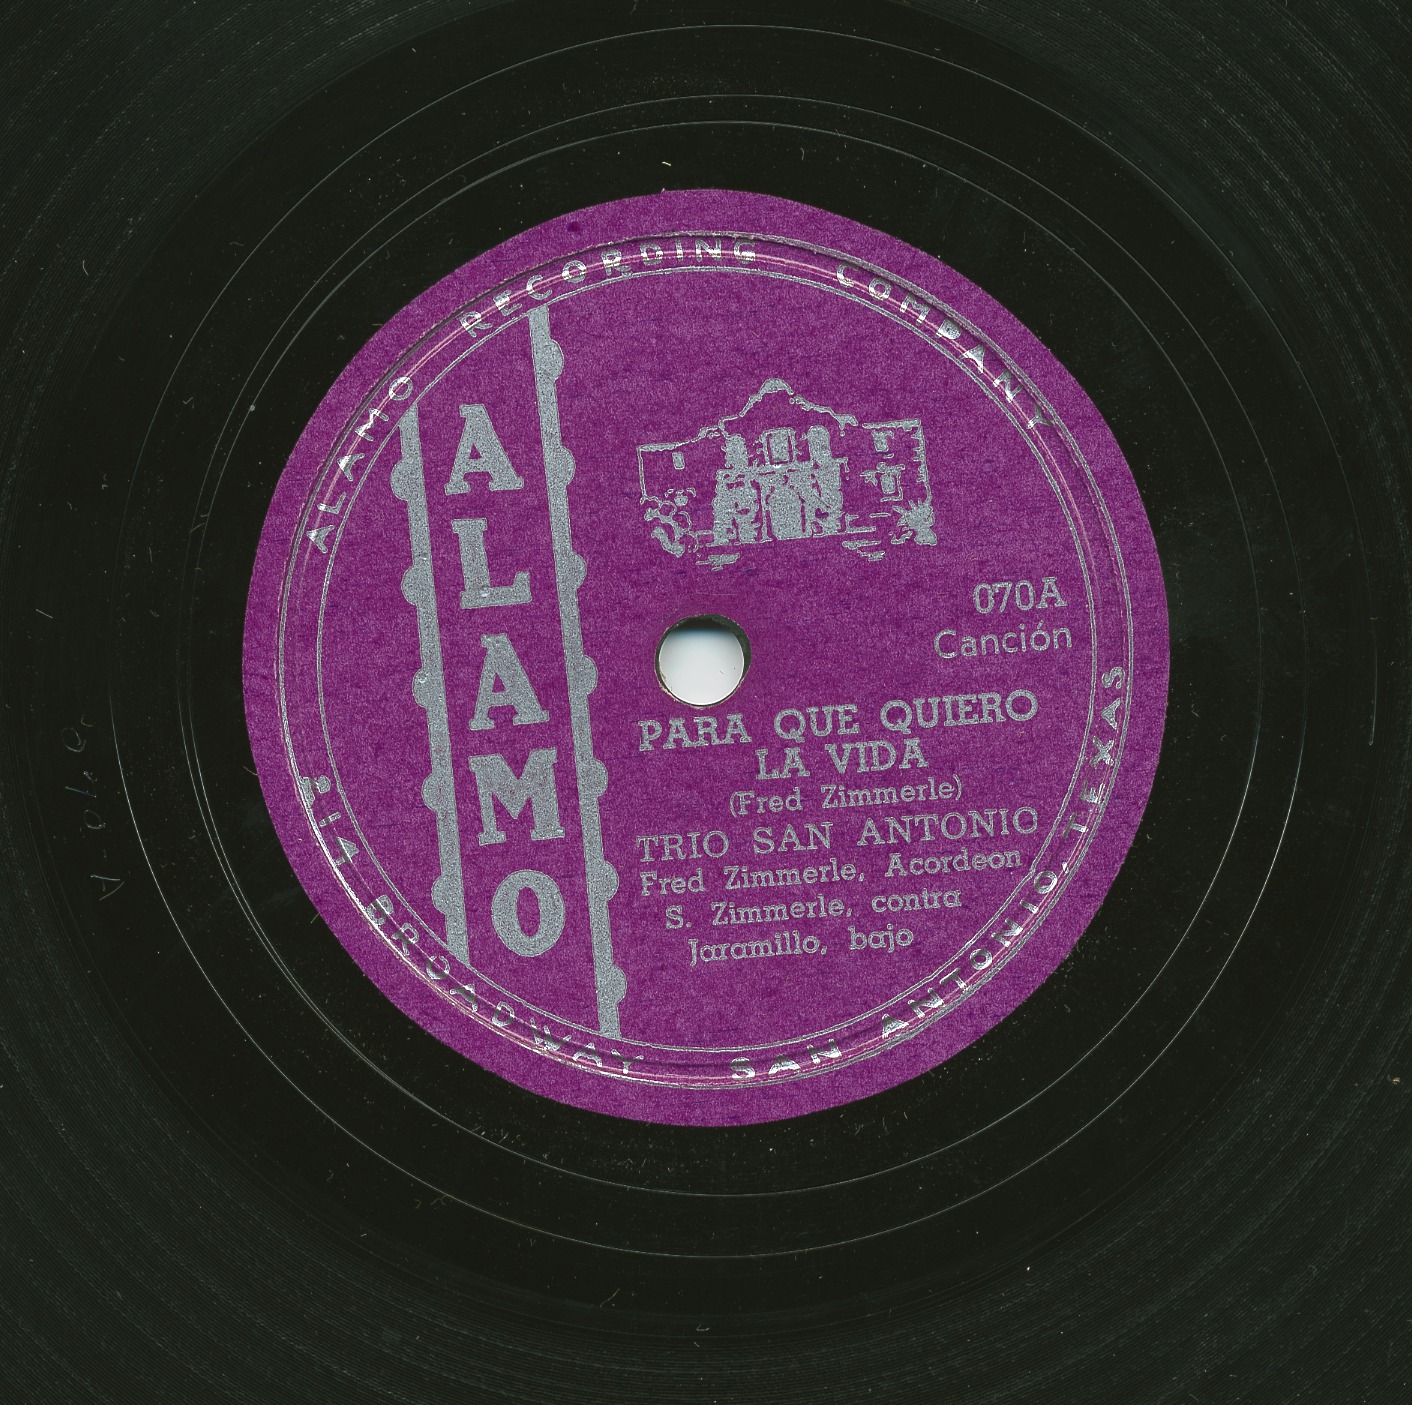 ALAMO RECORDING COMPANY
ALAMO
070A
Canción
PARA QUE QUIERO
LA VIDA
(Fred Zimmerle)
TRIO SAN ANTONIO
Fred Zimmerle, Acordeon
S. Zimmerle, contra
Jaramillo, bajo
BROADWAY SAN ANTONIO, TEXAS